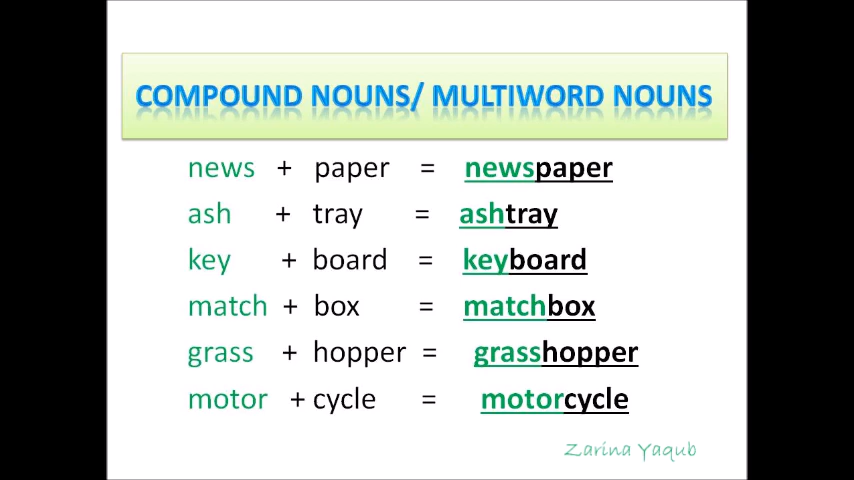 COMPOUND NOUNS/ MULTIWORD NOUNS
news + paper = newspaper
ash + tray = ashtray
key + board = keyboard
match + box = matchbox
grass + hopper = grasshopper
motor + cycle = motorcycle
Zarina Yaqub